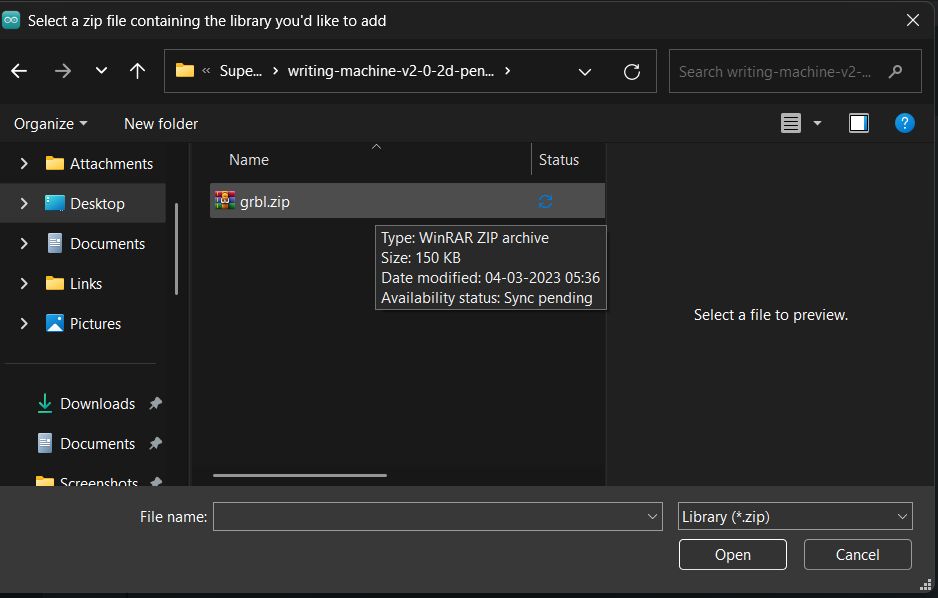 Select a zip file containing the library you'd like to add
« Supe... > writing-machine-v2-0-2d-pen... >
Search writing-machine-v2-...
Organize
New folder
?
Attachments
Desktop
Documents
Links
Pictures
Downloads
Documents
Screenshots
Name
Status
grbl.zip
Type: WinRAR ZIP archive
Size: 150 KB
Date modified: 04-03-2023 05:36
Availability status: Sync pending
Select a file to preview.
File name:
Library (*.zip)
Open
Cancel